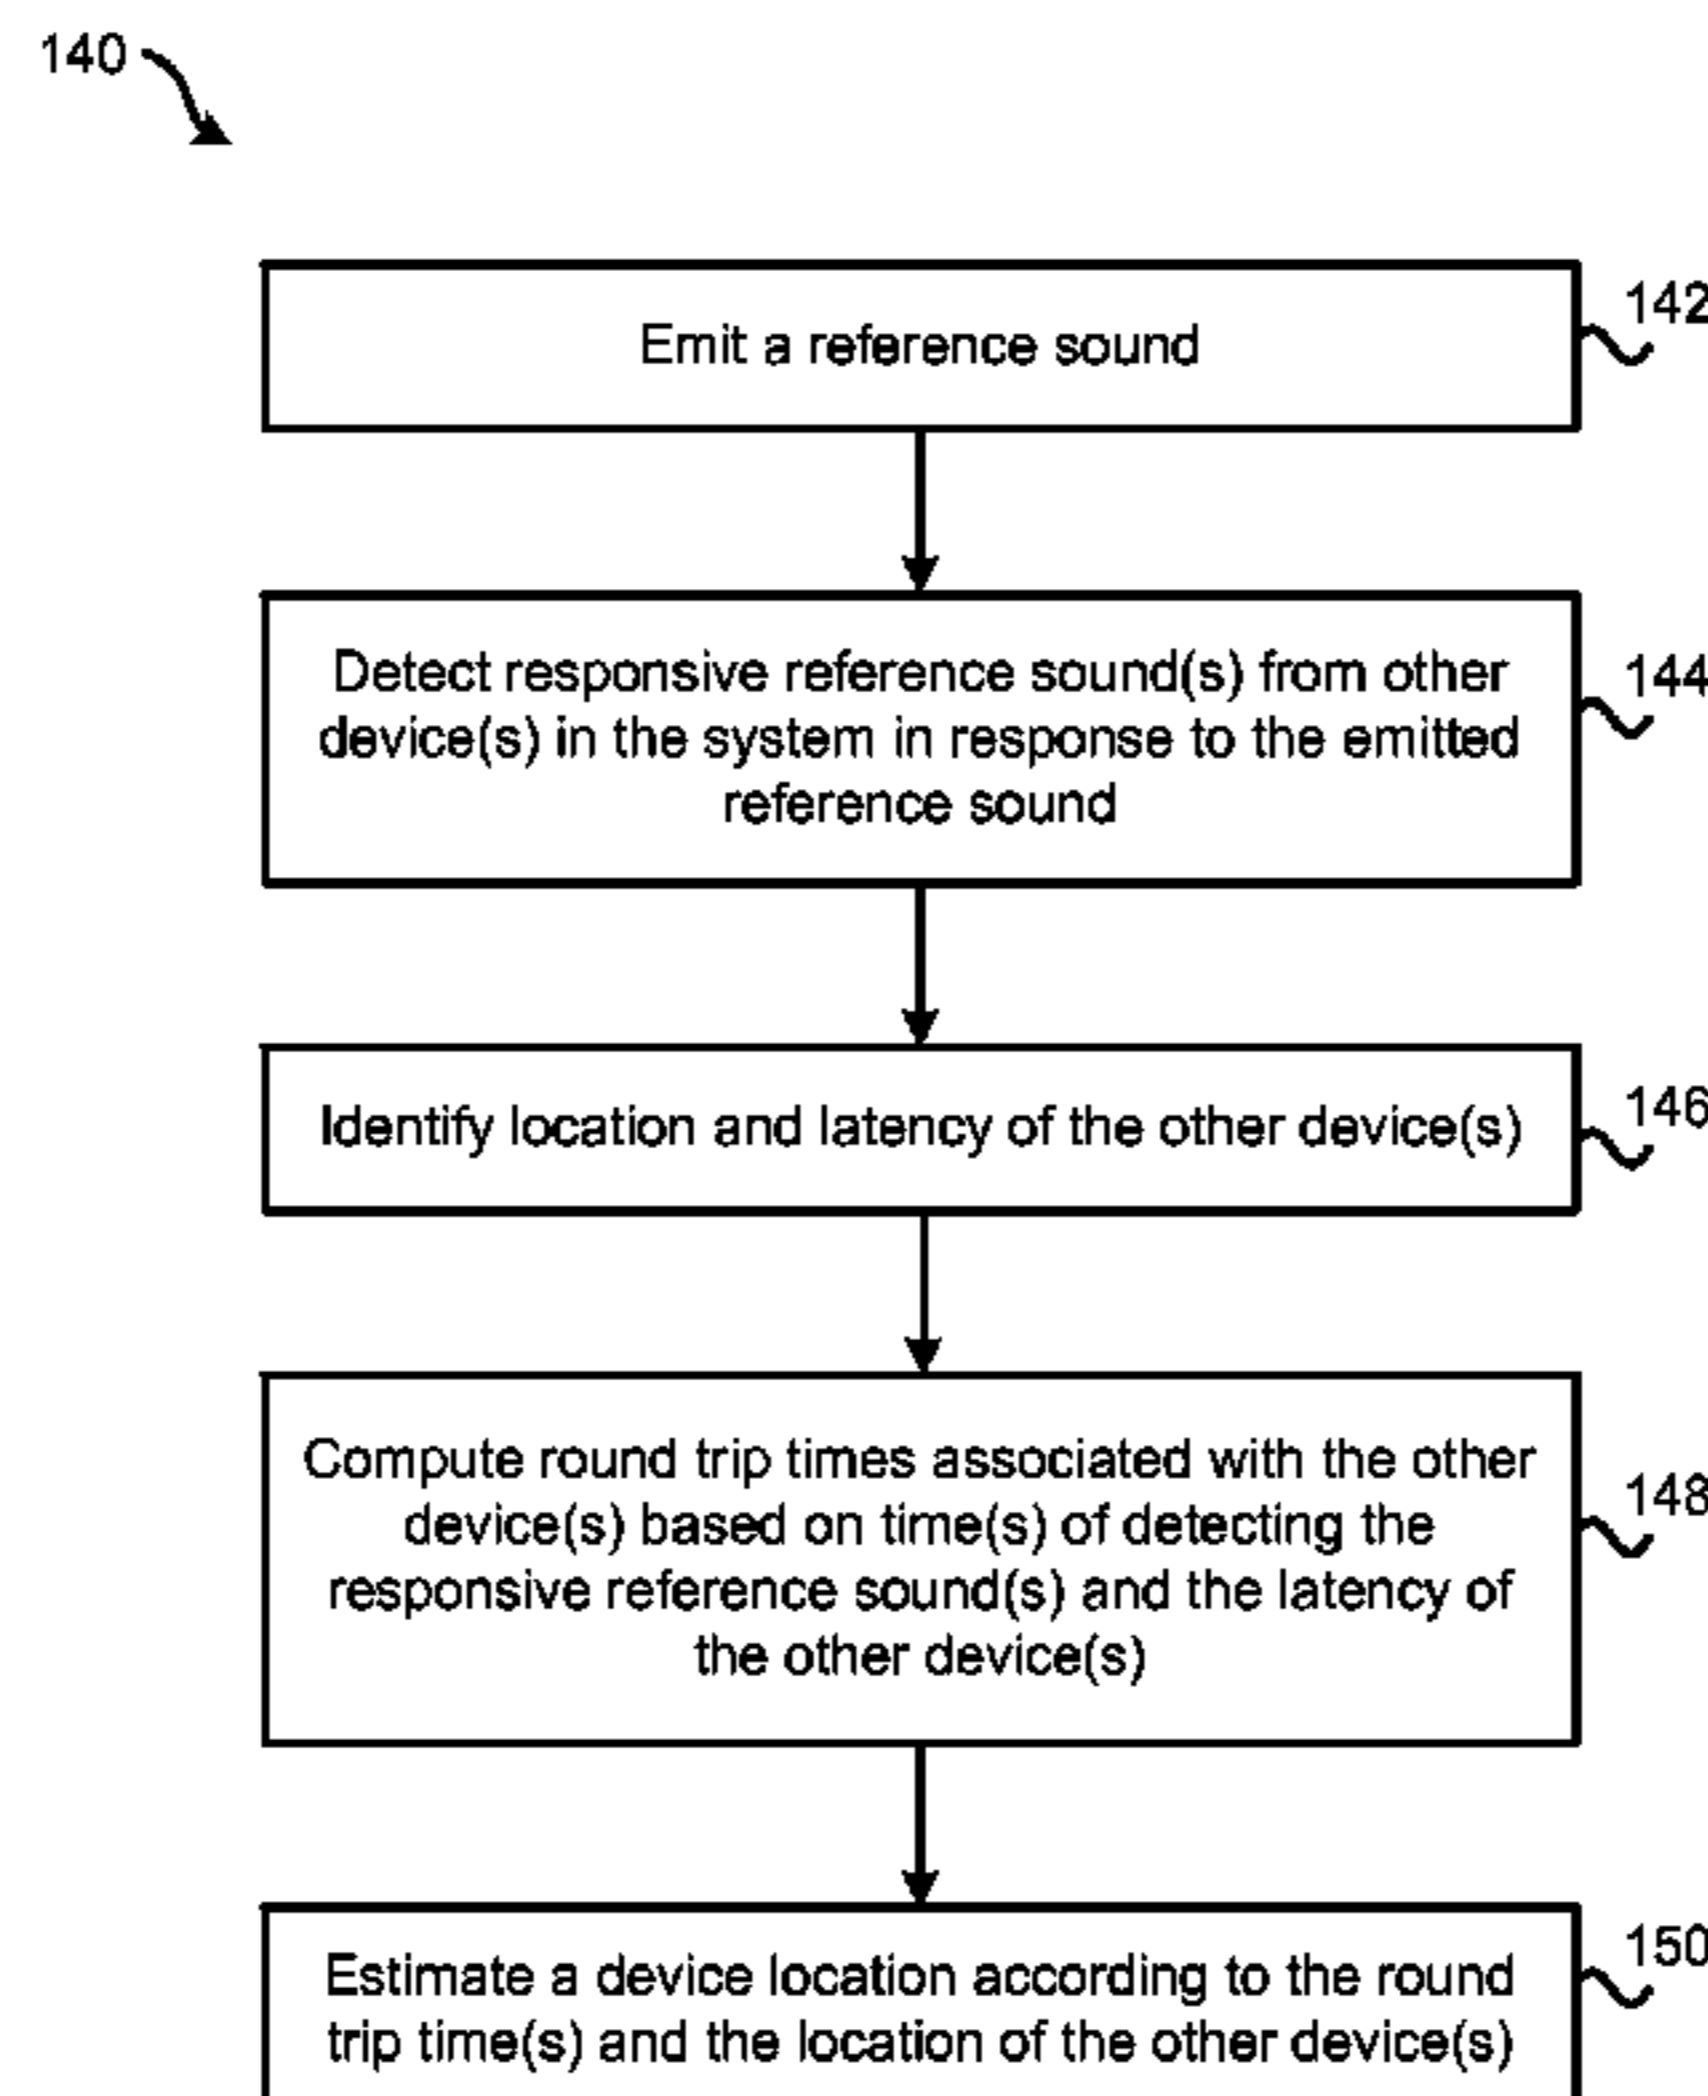 140
142
Emit a reference sound
144
Detect responsive reference sound(s) from other
device(s) in the system in response to the emitted
reference sound
146
Identify location and latency of the other device(s)
148
Compute round trip times associated with the other
device(s) based on time(s) of detecting the
responsive reference sound(s) and the latency of
the other device(s)
150
Estimate a device location according to the round
trip time(s) and the location of the other device(s)